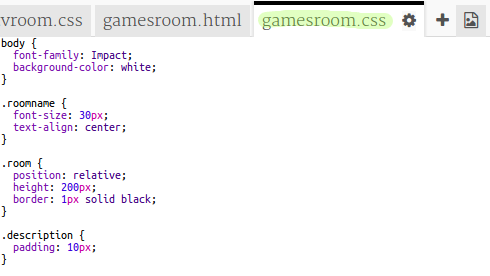 vroom.css gamesroom.html gamesroom.css
body {
  font-family: Impact;
  background-color: white;
}
.roomname {
  font-size: 30px;
  text-align: center;
}
.room {
  position: relative;
  height: 200px;
  border: 1px solid black;
}
.description {
  padding: 10px;
}